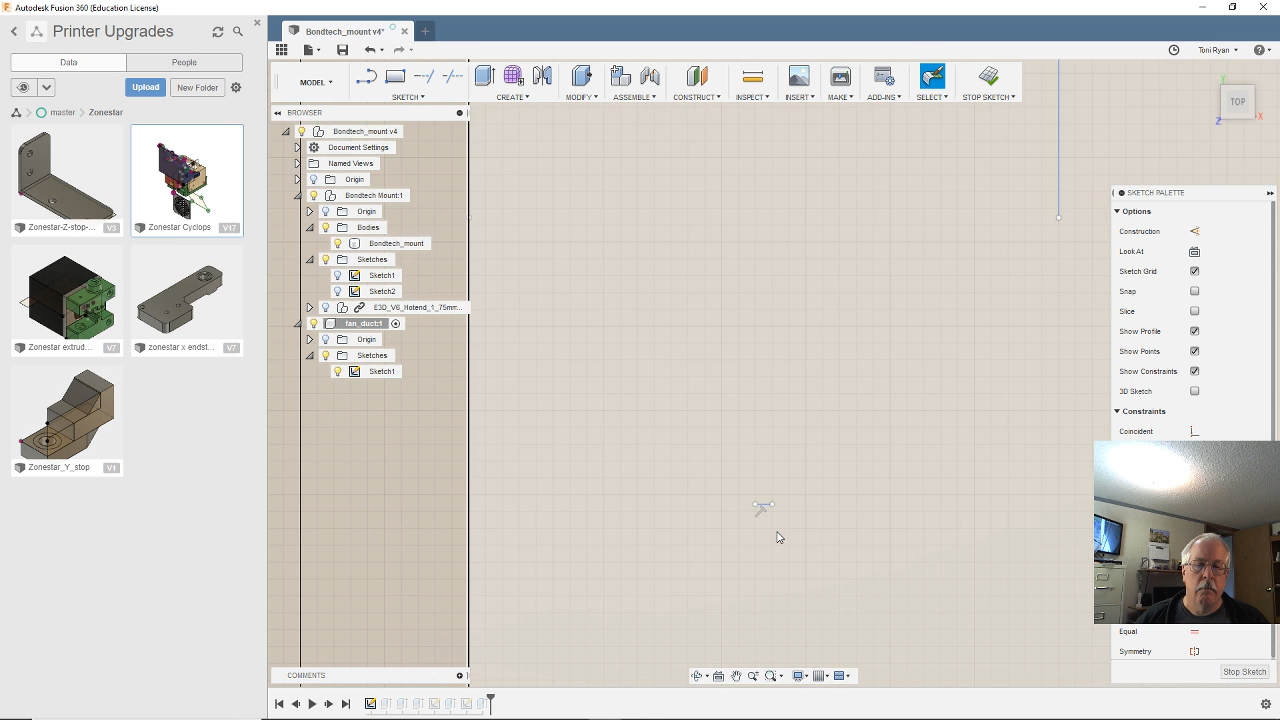 Autodesk Fusion 360 (Education License)
Printer Upgrades
Bondtech_mount v4*
Toni Ryan
Data
People
Upload
New Folder
master
Zonestar
MODEL
SKETCH
CREATE
MODIFY
ASSEMBLE
CONSTRUCT
INSPECT
INSERT
MAKE
ADD-INS
SELECT
STOP SKETCH
BROWSER
Bondtech_mount v4
Document Settings
Named Views
Origin
Bondtech Mount:1
Origin
Bodies
Bondtech_mount
Sketches
Sketch1
Sketch2
E3D_V6_Hotend_1_75mm...
fan_duct:1
Origin
Sketches
Sketch1
Zonestar-Z-stop-...
V3
Zonestar Cyclops
V17
Zonestar extrud...
V7
zonestar x endst...
V7
Zonestar_Y_stop
V1
TOP
X
Y
Z
SKETCH PALETTE
Options
Construction
Look At
Sketch Grid
Snap
Slice
Show Profile
Show Points
Show Constraints
3D Sketch
Constraints
Coincident
Equal
Symmetry
Stop Sketch
COMMENTS